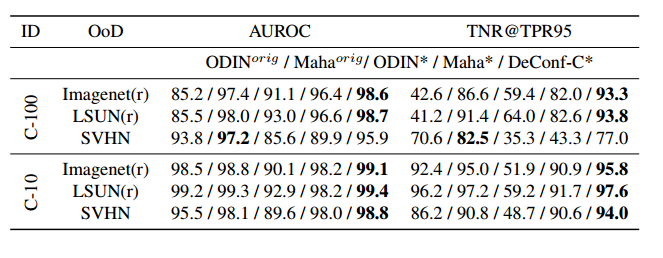 ID OoD AUROC TNR@TPR95
ODINorig / Mahaorig/ ODIN* / Maha* / DeConf-C*
C-100
Imagenet(r) 85.2 / 97.4 / 91.1 / 96.4 / 98.6 42.6 / 86.6 / 59.4 / 82.0 / 93.3
LSUN(r) 85.5 / 98.0 / 93.0 / 96.6 / 98.7 41.2 / 91.4 / 64.0 / 82.6 / 93.8
SVHN 93.8 / 97.2 / 85.6 / 89.9 / 95.9 70.6 / 82.5 / 35.3 / 43.3 / 77.0
C-10
Imagenet(r) 98.5 / 98.8 / 90.1 / 98.2 / 99.1 92.4 / 95.0 / 51.9 / 90.9 / 95.8
LSUN(r) 99.2 / 99.3 / 92.9 / 98.2 / 99.4 96.2 / 97.2 / 59.2 / 91.7 / 97.6
SVHN 95.5 / 98.1 / 89.6 / 98.0 / 98.8 86.2 / 90.8 / 48.7 / 90.6 / 94.0